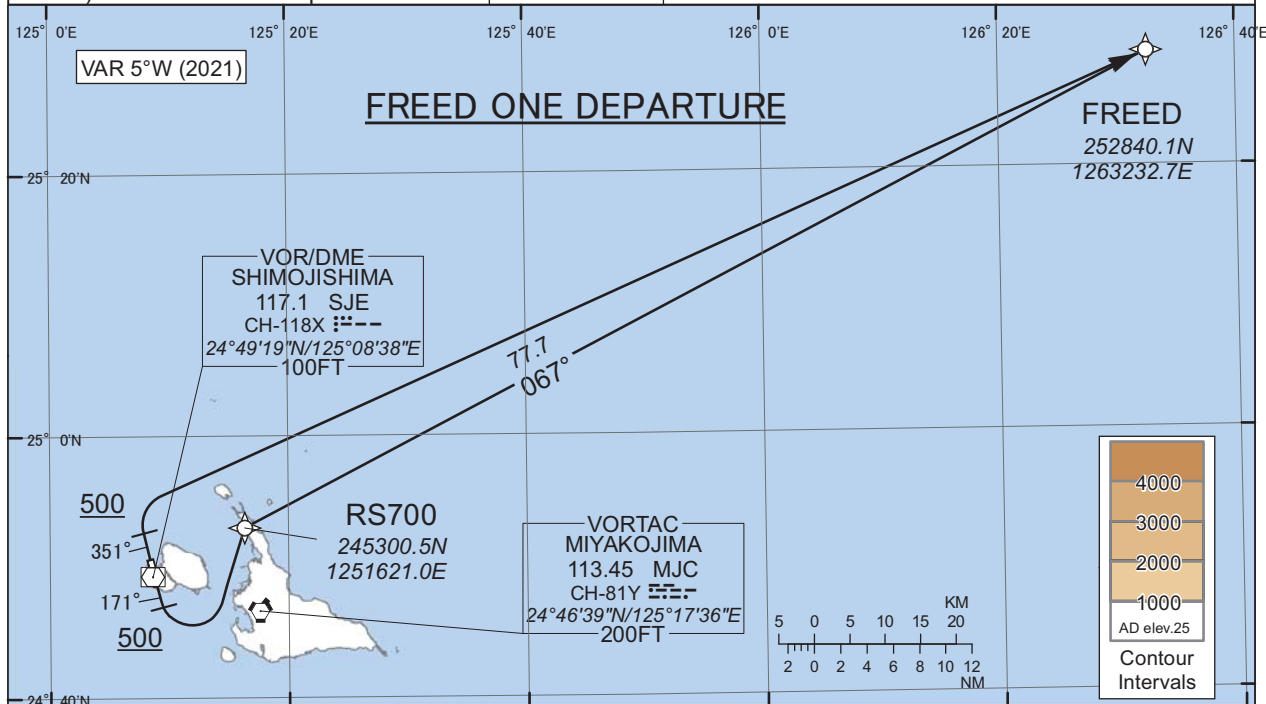 125° 0'E
125° 20'E
125° 40'E
126° 0'E
126° 20'E
126° 40'E
VAR 5°W (2021)
FREED ONE DEPARTURE
FREED
252840.1N
1263232.7E
25° 20'N
VOR/DME
SHIMOJISHIMA
117.1 SJE
CH-118X
24°49'19"N/125°08'38"E
100FT
77.7
067°
25° 0'N
500
351°
171°
500
RS700
245300.5N
1251621.0E
VORTAC
MIYAKOJIMA
113.45 MJC
CH-81Y
24°46'39"N/125°17'36"E
200FT
KM
5 0 5 10 15 20
2 0 2 4 6 8 10 12
NM
4000
3000
2000
1000
AD elev.25
Contour
Intervals
24° 40'N